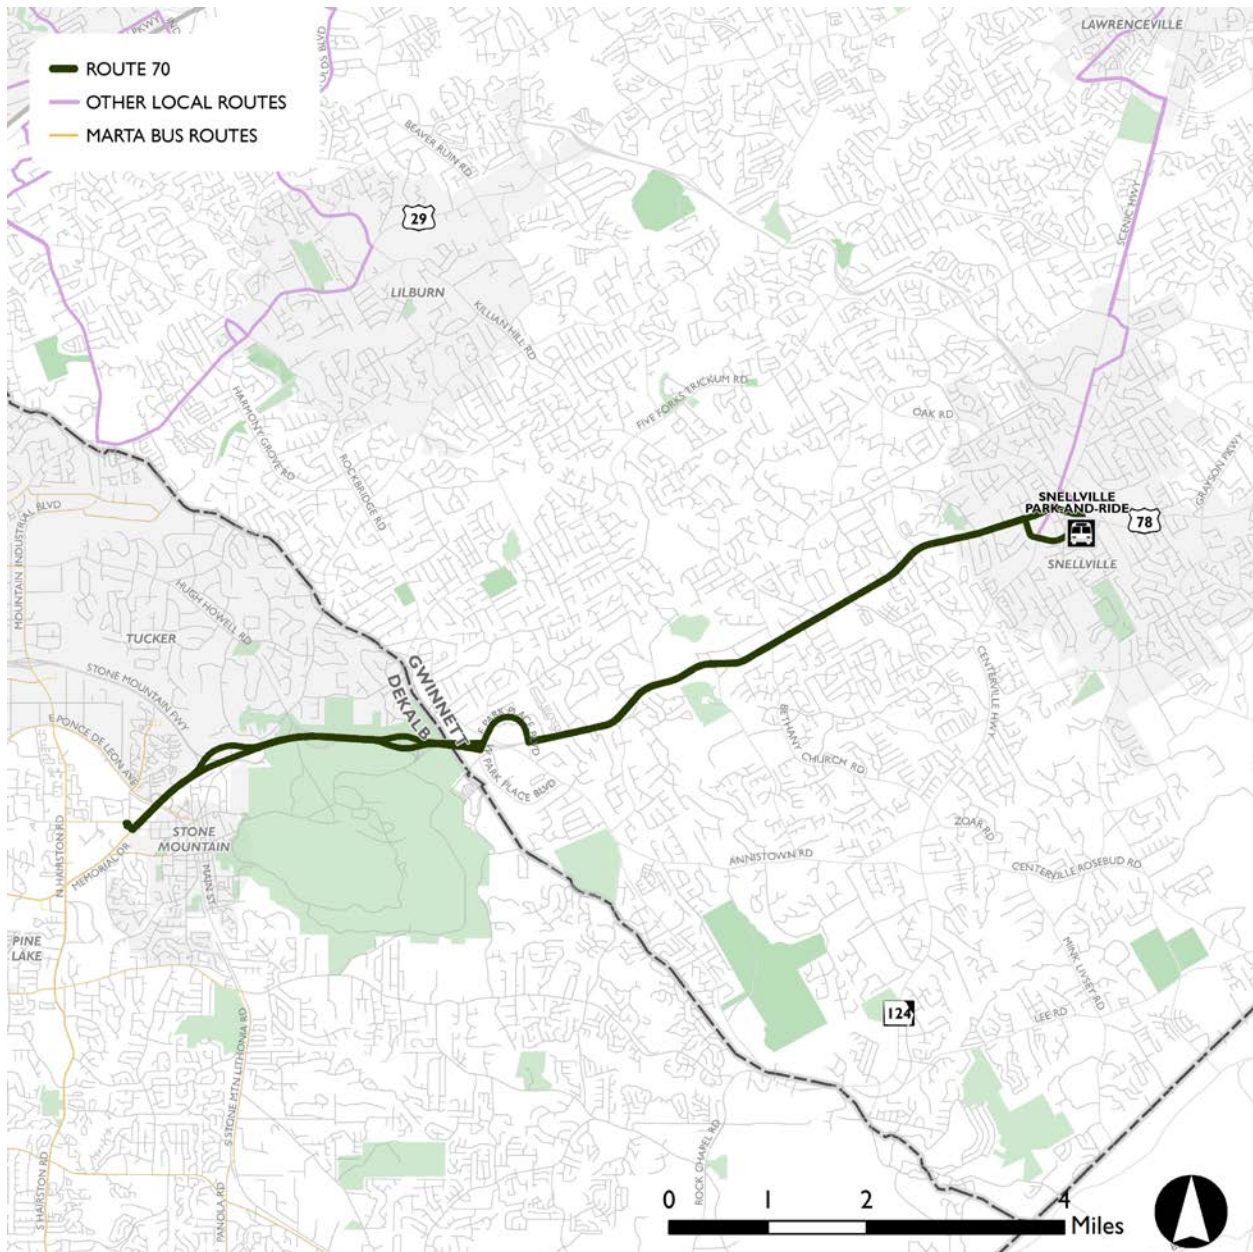 LAWRENCEVILLE
PKWY
OLDS BLVD
ROUTE 70
OTHER LOCAL ROUTES
MARTA BUS ROUTES
BEAVER RUIN RD
29
SCENIC HWY
LILBURN
KILLIAN HILL RD
FIVE FORKS TRICKUM RD
HARMONY GROVE RD
OAK RD
ROCKBRIDGE RD
GRAYSON PKWY
SNELLVILLE
PARK-AND-RIDE
78
SNELLVILLE
MOUNTAIN INDUSTRIAL BLVD
HUGH HOWELL RD
TUCKER
STONE MOUNTAIN PWY
GWINNETT
DEKALB
CENTERVILLE HWY
E PONCE DE LEON AVE
PARK PLACE BLVD
BETHANY
CHURCH RD
STONE
MOUNTAIN
ZOAR RD
MEMORIAL DR
N HAIRSTON RD
MAIN ST
ANNISTOWN RD
CENTERVILLE ROSEBUD RD
PINE
LAKE
MINK LIVSEY RD
124
LEE RD
S STONE MTN LITHONIA RD
ROCK CHAPEL RD
S HAIRSTON RD
PANOLA RD
0 1 2 4
Miles